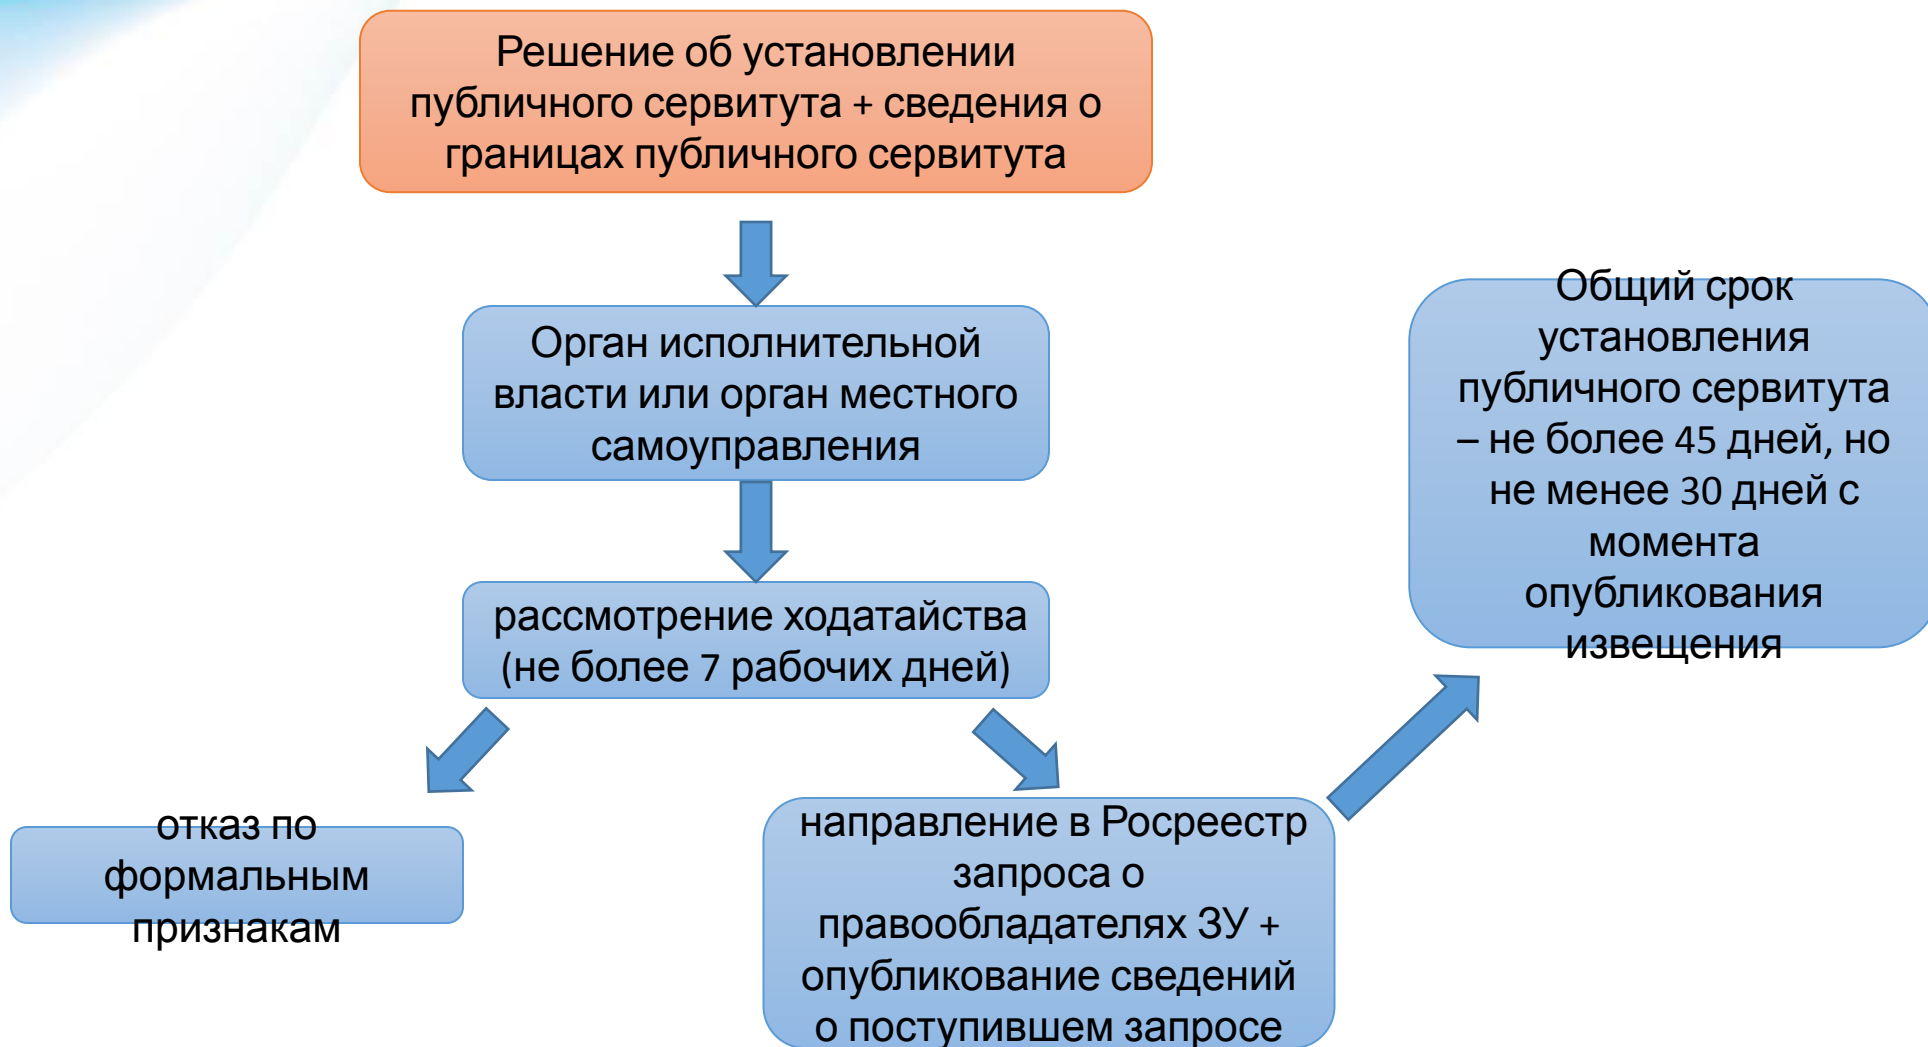 Решение об установлении
публичного сервитута + сведения о
границах публичного сервитута
Орган исполнительной
власти или орган местного
самоуправления
рассмотрение ходатайства
(не более 7 рабочих дней)
отказ по
формальным
признакам
направление в Росреестр
запроса о
правообладателях ЗУ +
опубликование сведений
о поступившем запросе
Общий срок
установления
публичного сервитута
– не более 45 дней, но
не менее 30 дней с
момента
опубликования
извещения